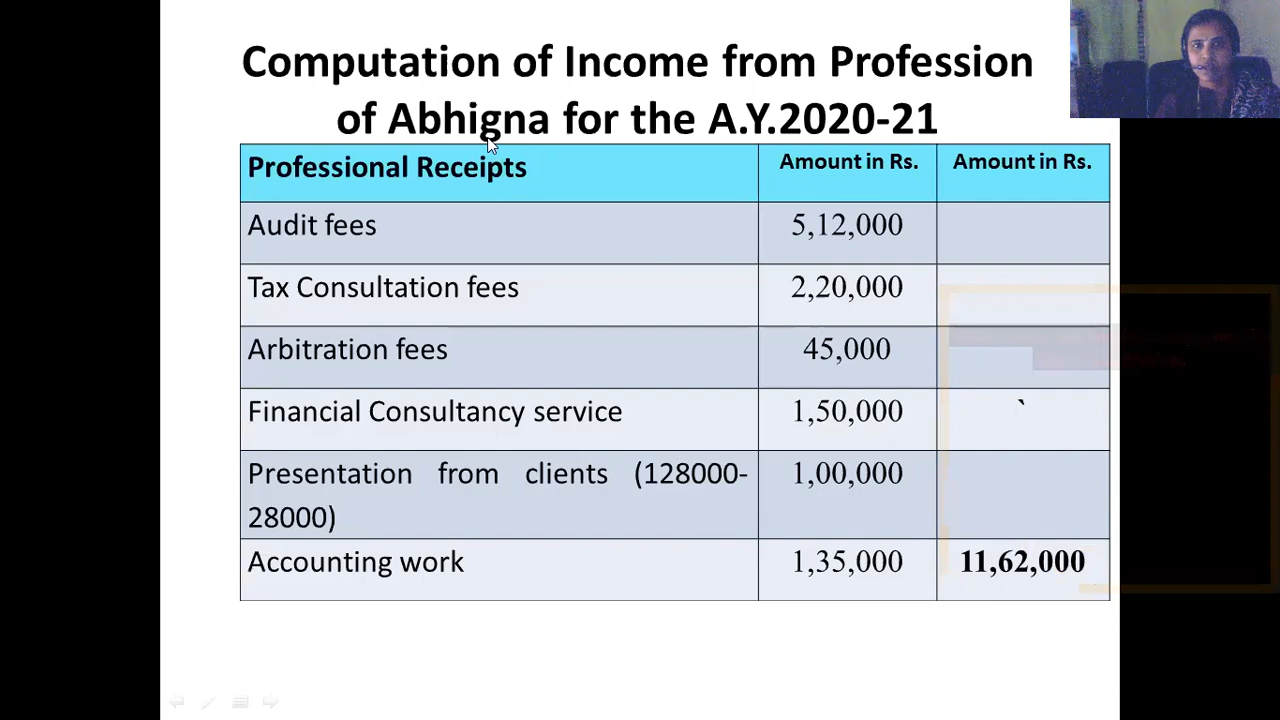 Computation of Income from Profession
of Abhigna for the A.Y.2020-21
Professional Receipts Amount in Rs. Amount in Rs.
Audit fees 5,12,000
Tax Consultation fees 2,20,000
Arbitration fees 45,000
Financial Consultancy service 1,50,000 `
Presentation from clients (128000- 1,00,000
28000)
Accounting work 1,35,000 11,62,000